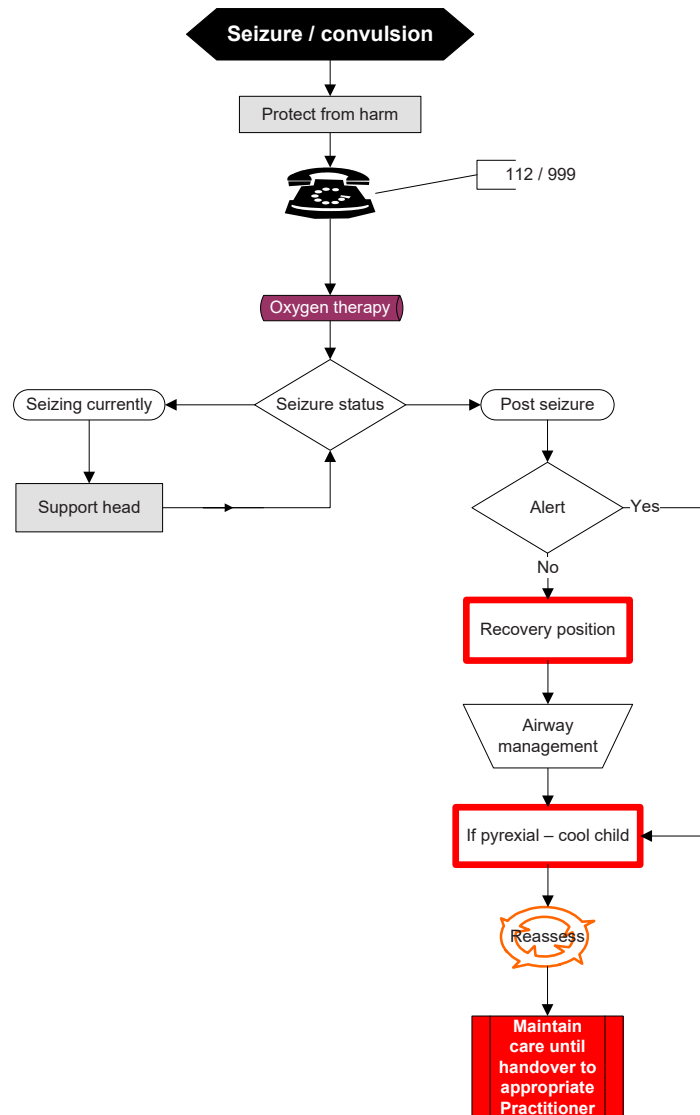 Seizure / convulsion
Protect from harm
112 / 999
Oxygen therapy
Seizing currently
Seizure status
Post seizure
Support head
Alert
Yes
No
Recovery position
Airway
management
If pyrexial – cool child
Reassess
Maintain
care until
handover to
appropriate
Practitioner